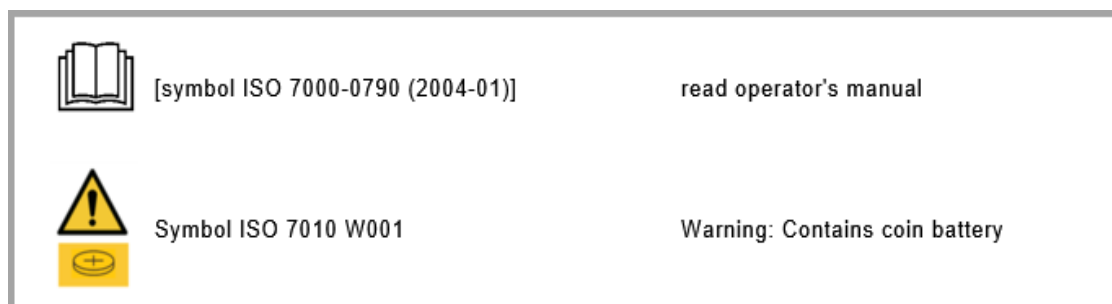 [symbol ISO 7000-0790 (2004-01)] read operator's manual
Symbol ISO 7010 W001 Warning: Contains coin battery